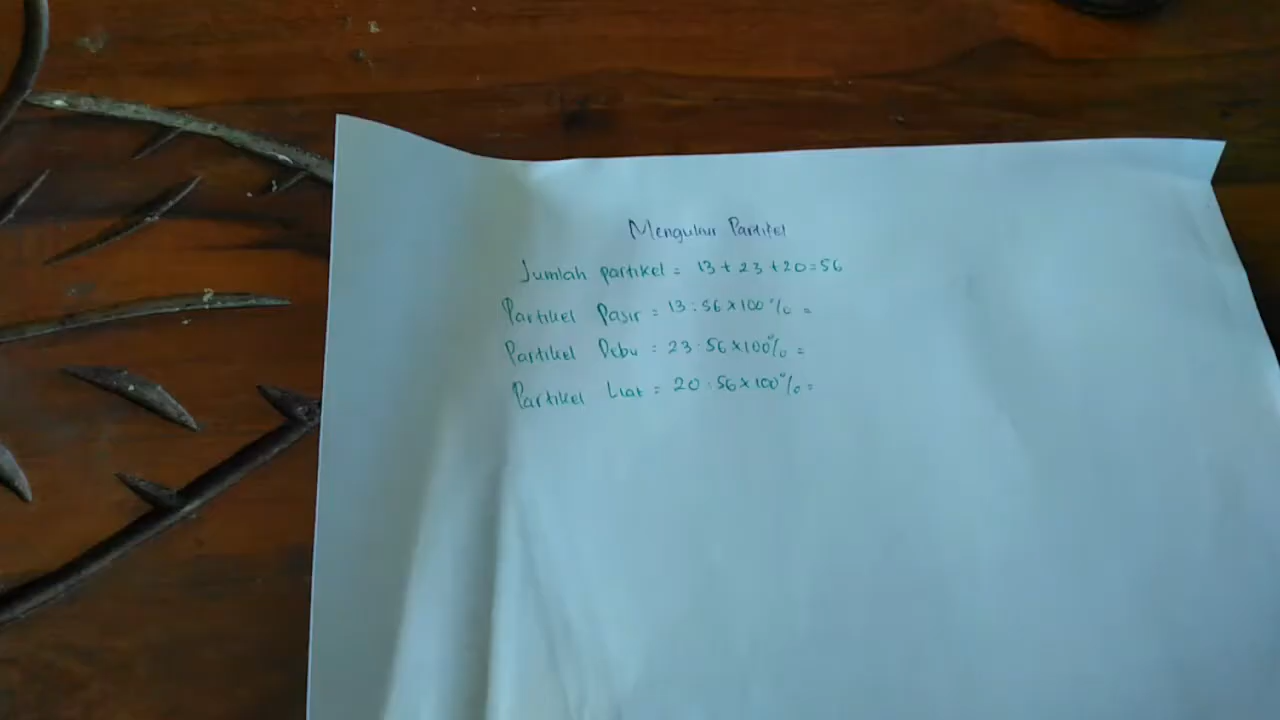 Mengukur Partikel
Jumlah partikel = 13 + 23 + 20 = 56
Partikel Pasir = 13 : 56 x 100 % =
Partikel Debu = 23 : 56 x 100% =
Partikel Liat = 20 : 56 x 100% =